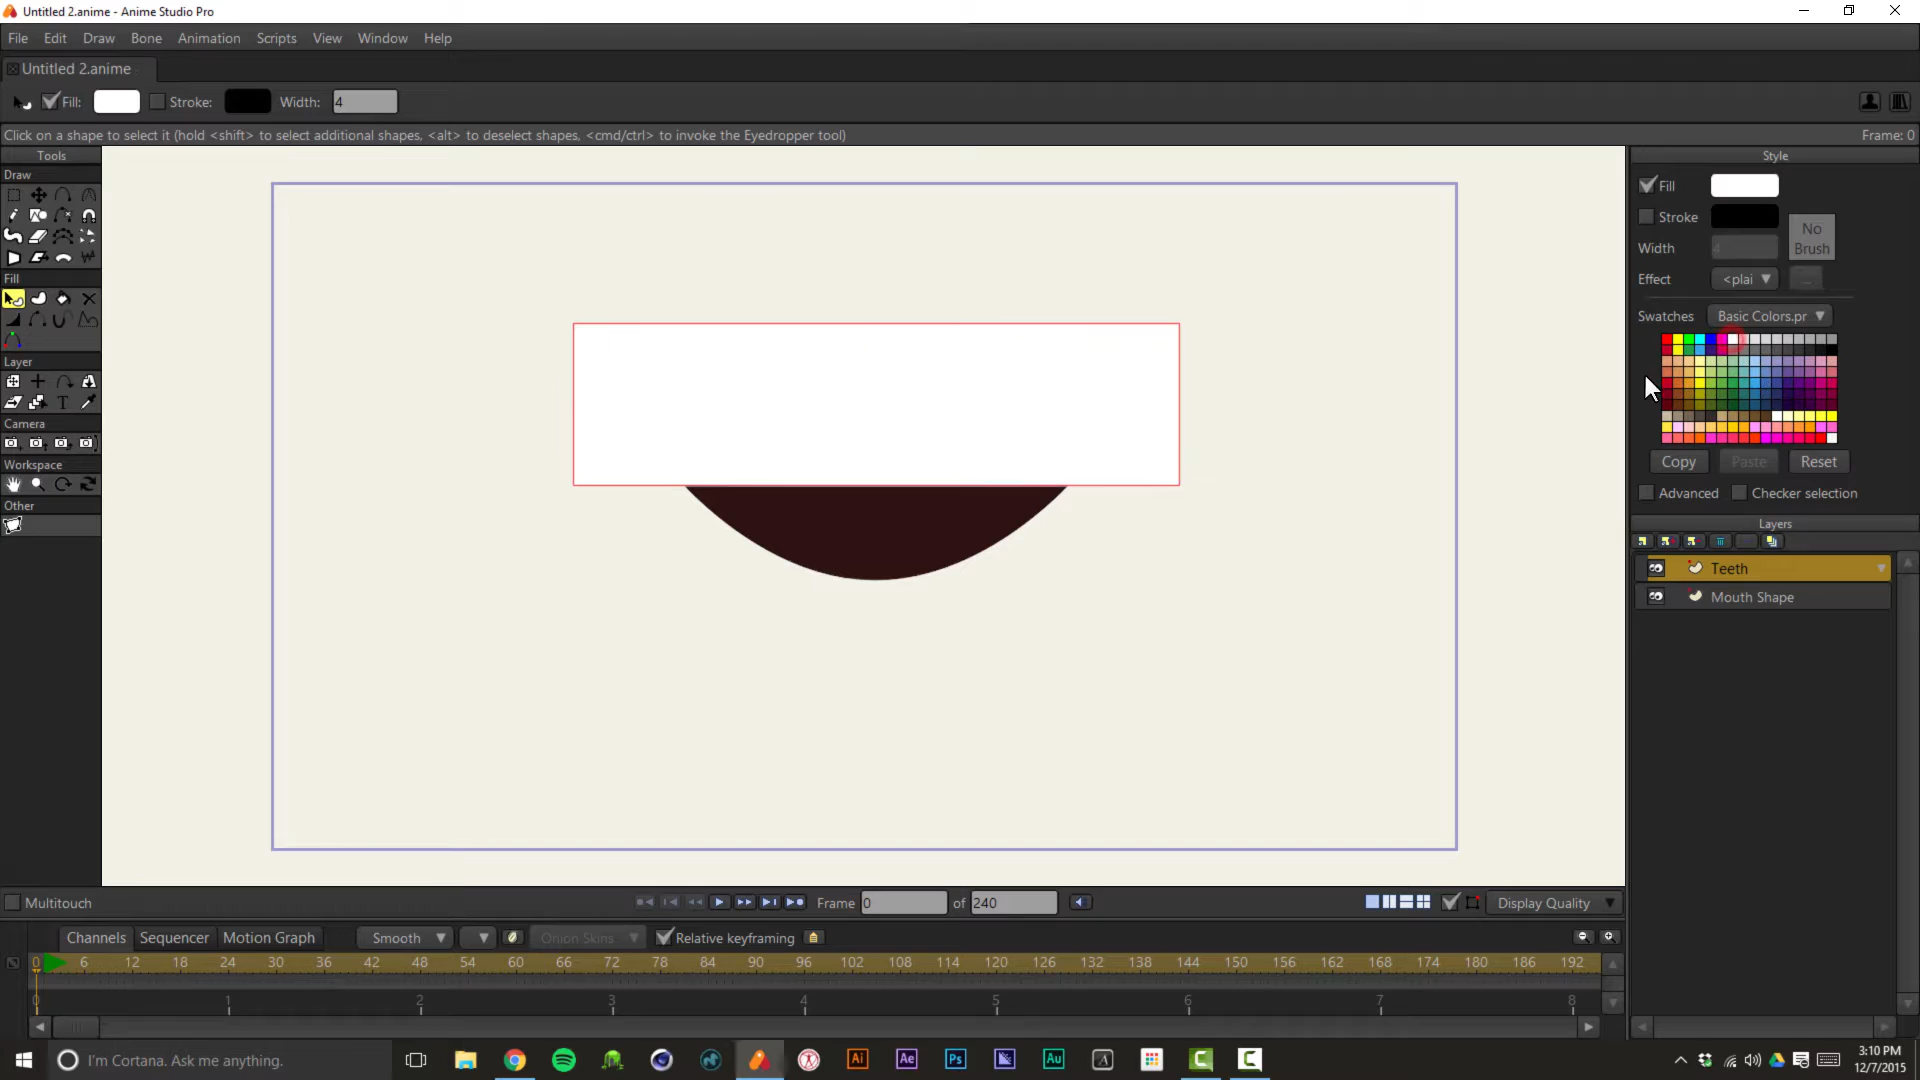 Untitled 2.anime - Anime Studio Pro
File Edit Draw Bone Animation Scripts View Window Help
Untitled 2.anime
Fill: Stroke: Width: 4
Click on a shape to select it (hold <shift> to select additional shapes, <alt> to deselect shapes, <cmd/ctrl> to invoke the Eyedropper tool) Frame: 0
Tools
Draw
Fill
Layer
Camera
Workspace
Other
Style
Fill
Stroke
Width 4
No Brush
Effect <plai
Swatches Basic Colors.pr
Copy Paste Reset
Advanced Checker selection
Layers
Teeth
Mouth Shape
Multitouch Frame 0 of 240 Display Quality
Channels Sequencer Motion Graph Smooth Onion Skins Relative keyframing
0 6 12 18 24 30 36 42 48 54 60 66 72 78 84 90 96 102 108 114 120 126 132 138 144 150 156 162 168 174 180 186 192
0 1 2 3 4 5 6 7 8
I'm Cortana. Ask me anything.
Ai Ae Ps Au A C C
3:10 PM
12/7/2015